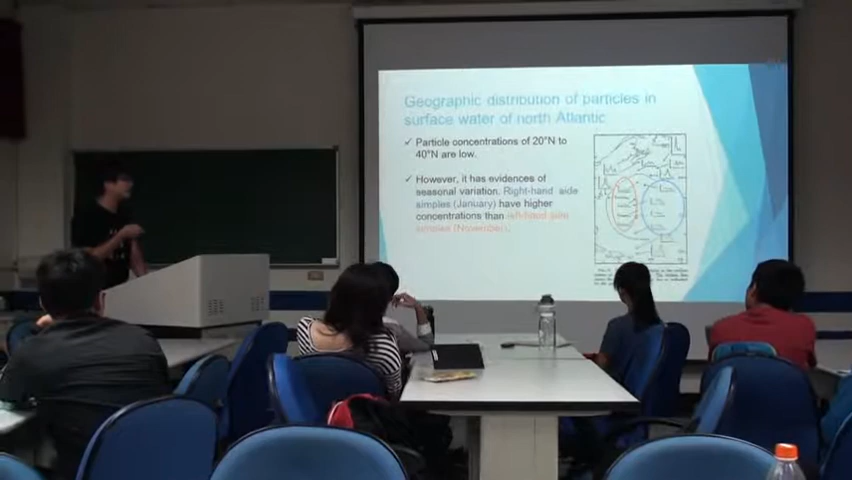 Geographic distribution of particles in
surface water of north Atlantic
✓ Particle concentrations of 20°N to
40°N are low.
✓ However, it has evidences of
seasonal variation. Right-hand side
simples (January) have higher
concentrations than left-hand side
simples (November).